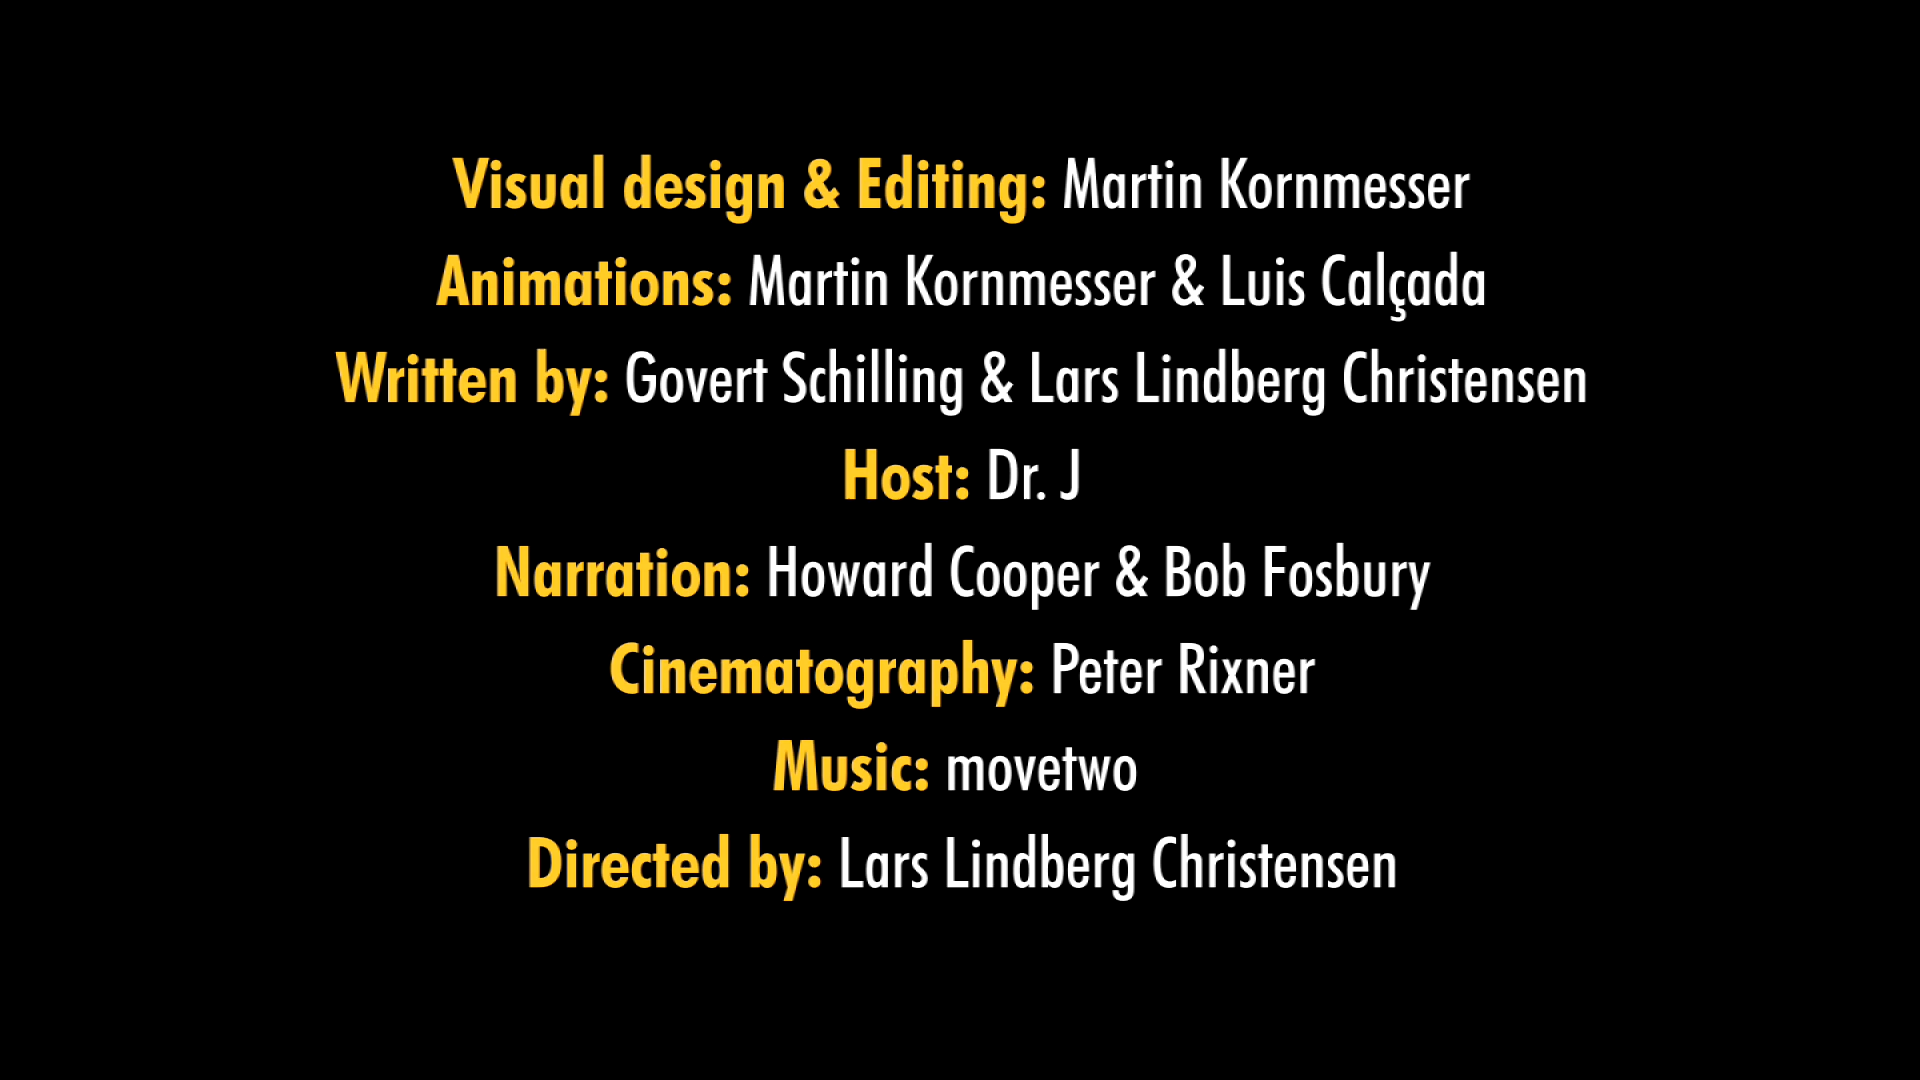 Visual design & Editing: Martin Kornmesser
Animations: Martin Kornmesser & Luis Calçada
Written by: Govert Schilling & Lars Lindberg Christensen
Host: Dr. J
Narration: Howard Cooper & Bob Fosbury
Cinematography: Peter Rixner
Music: movetwo
Directed by: Lars Lindberg Christensen